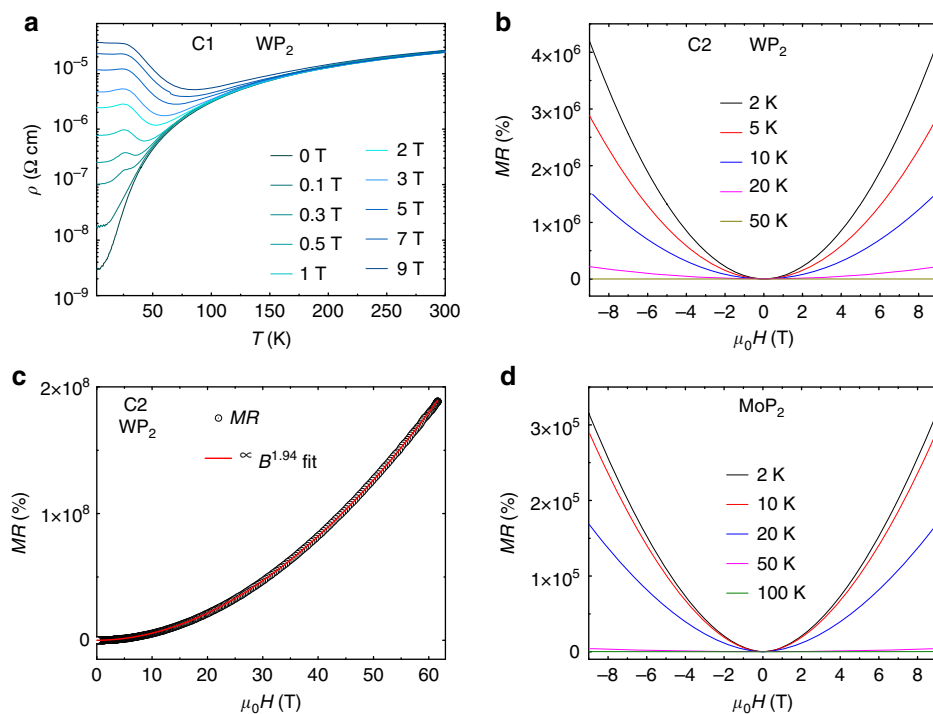 a
C1 WP₂
10⁻⁵
10⁻⁶
10⁻⁷
10⁻⁸
10⁻⁹
ρ (Ω cm)
0 T
0.1 T
0.3 T
0.5 T
1 T
2 T
3 T
5 T
7 T
9 T
50 100 150 200 250 300
T (K)
b
C2 WP₂
4×10⁶
3×10⁶
2×10⁶
1×10⁶
0
MR (%)
2 K
5 K
10 K
20 K
50 K
−8 −6 −4 −2 0 2 4 6 8
μ₀H (T)
c
C2
WP₂
MR
∝ B¹·⁹⁴ fit
2×10⁸
1×10⁸
0
MR (%)
0 10 20 30 40 50 60
μ₀H (T)
d
MoP₂
3×10⁵
2×10⁵
1×10⁵
0
MR (%)
2 K
10 K
20 K
50 K
100 K
−8 −6 −4 −2 0 2 4 6 8
μ₀H (T)